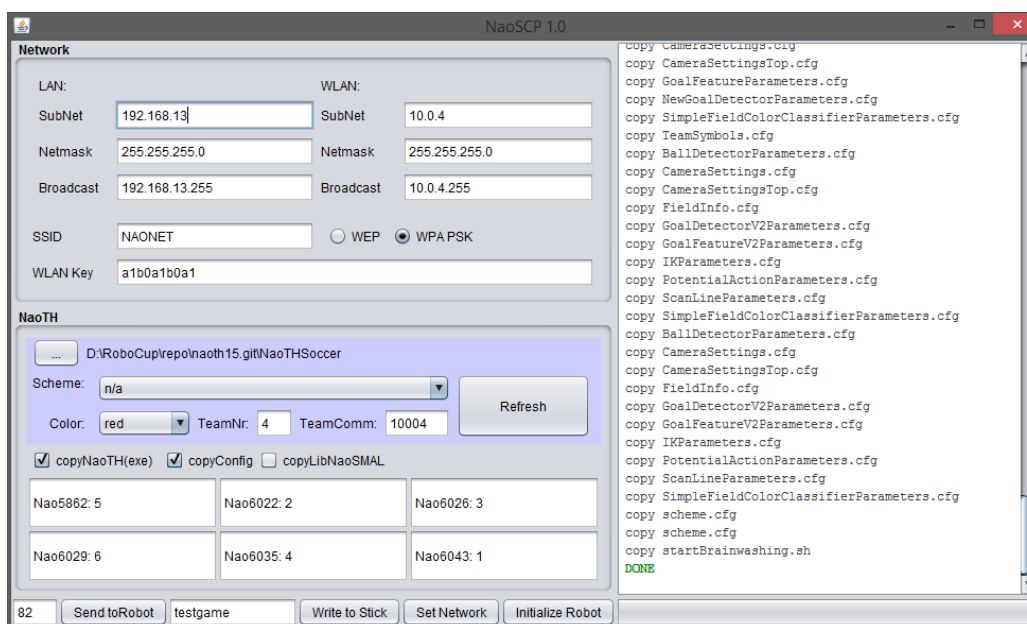 NaoSCP 1.0
Network
LAN: WLAN:
SubNet 192.168.13 SubNet 10.0.4
Netmask 255.255.255.0 Netmask 255.255.255.0
Broadcast 192.168.13.255 Broadcast 10.0.4.255
SSID NAONET WEP WPA PSK
WLAN Key a1b0a1b0a1
NaoTH
... D:\RoboCup\repo\naoth15.git\NaoTHSoccer
Scheme: n/a
Refresh
Color: red TeamNr: 4 TeamComm: 10004
copyNaoTH(exe) copyConfig copyLibNaoSMAL
Nao5862: 5 Nao6022: 2 Nao6026: 3
Nao6029: 6 Nao6035: 4 Nao6043: 1
82 Send toRobot testgame Write to Stick Set Network Initialize Robot
copy CameraSettings.cfg
copy CameraSettingsTop.cfg
copy GoalFeatureParameters.cfg
copy NewGoalDetectorParameters.cfg
copy SimpleFieldColorClassifierParameters.cfg
copy TeamSymbols.cfg
copy BallDetectorParameters.cfg
copy CameraSettings.cfg
copy CameraSettingsTop.cfg
copy FieldInfo.cfg
copy GoalDetectorV2Parameters.cfg
copy GoalFeatureV2Parameters.cfg
copy IKParameters.cfg
copy PotentialActionParameters.cfg
copy ScanLineParameters.cfg
copy SimpleFieldColorClassifierParameters.cfg
copy BallDetectorParameters.cfg
copy CameraSettings.cfg
copy CameraSettingsTop.cfg
copy FieldInfo.cfg
copy GoalDetectorV2Parameters.cfg
copy GoalFeatureV2Parameters.cfg
copy IKParameters.cfg
copy PotentialActionParameters.cfg
copy ScanLineParameters.cfg
copy SimpleFieldColorClassifierParameters.cfg
copy scheme.cfg
copy scheme.cfg
copy startBrainwashing.sh
DONE